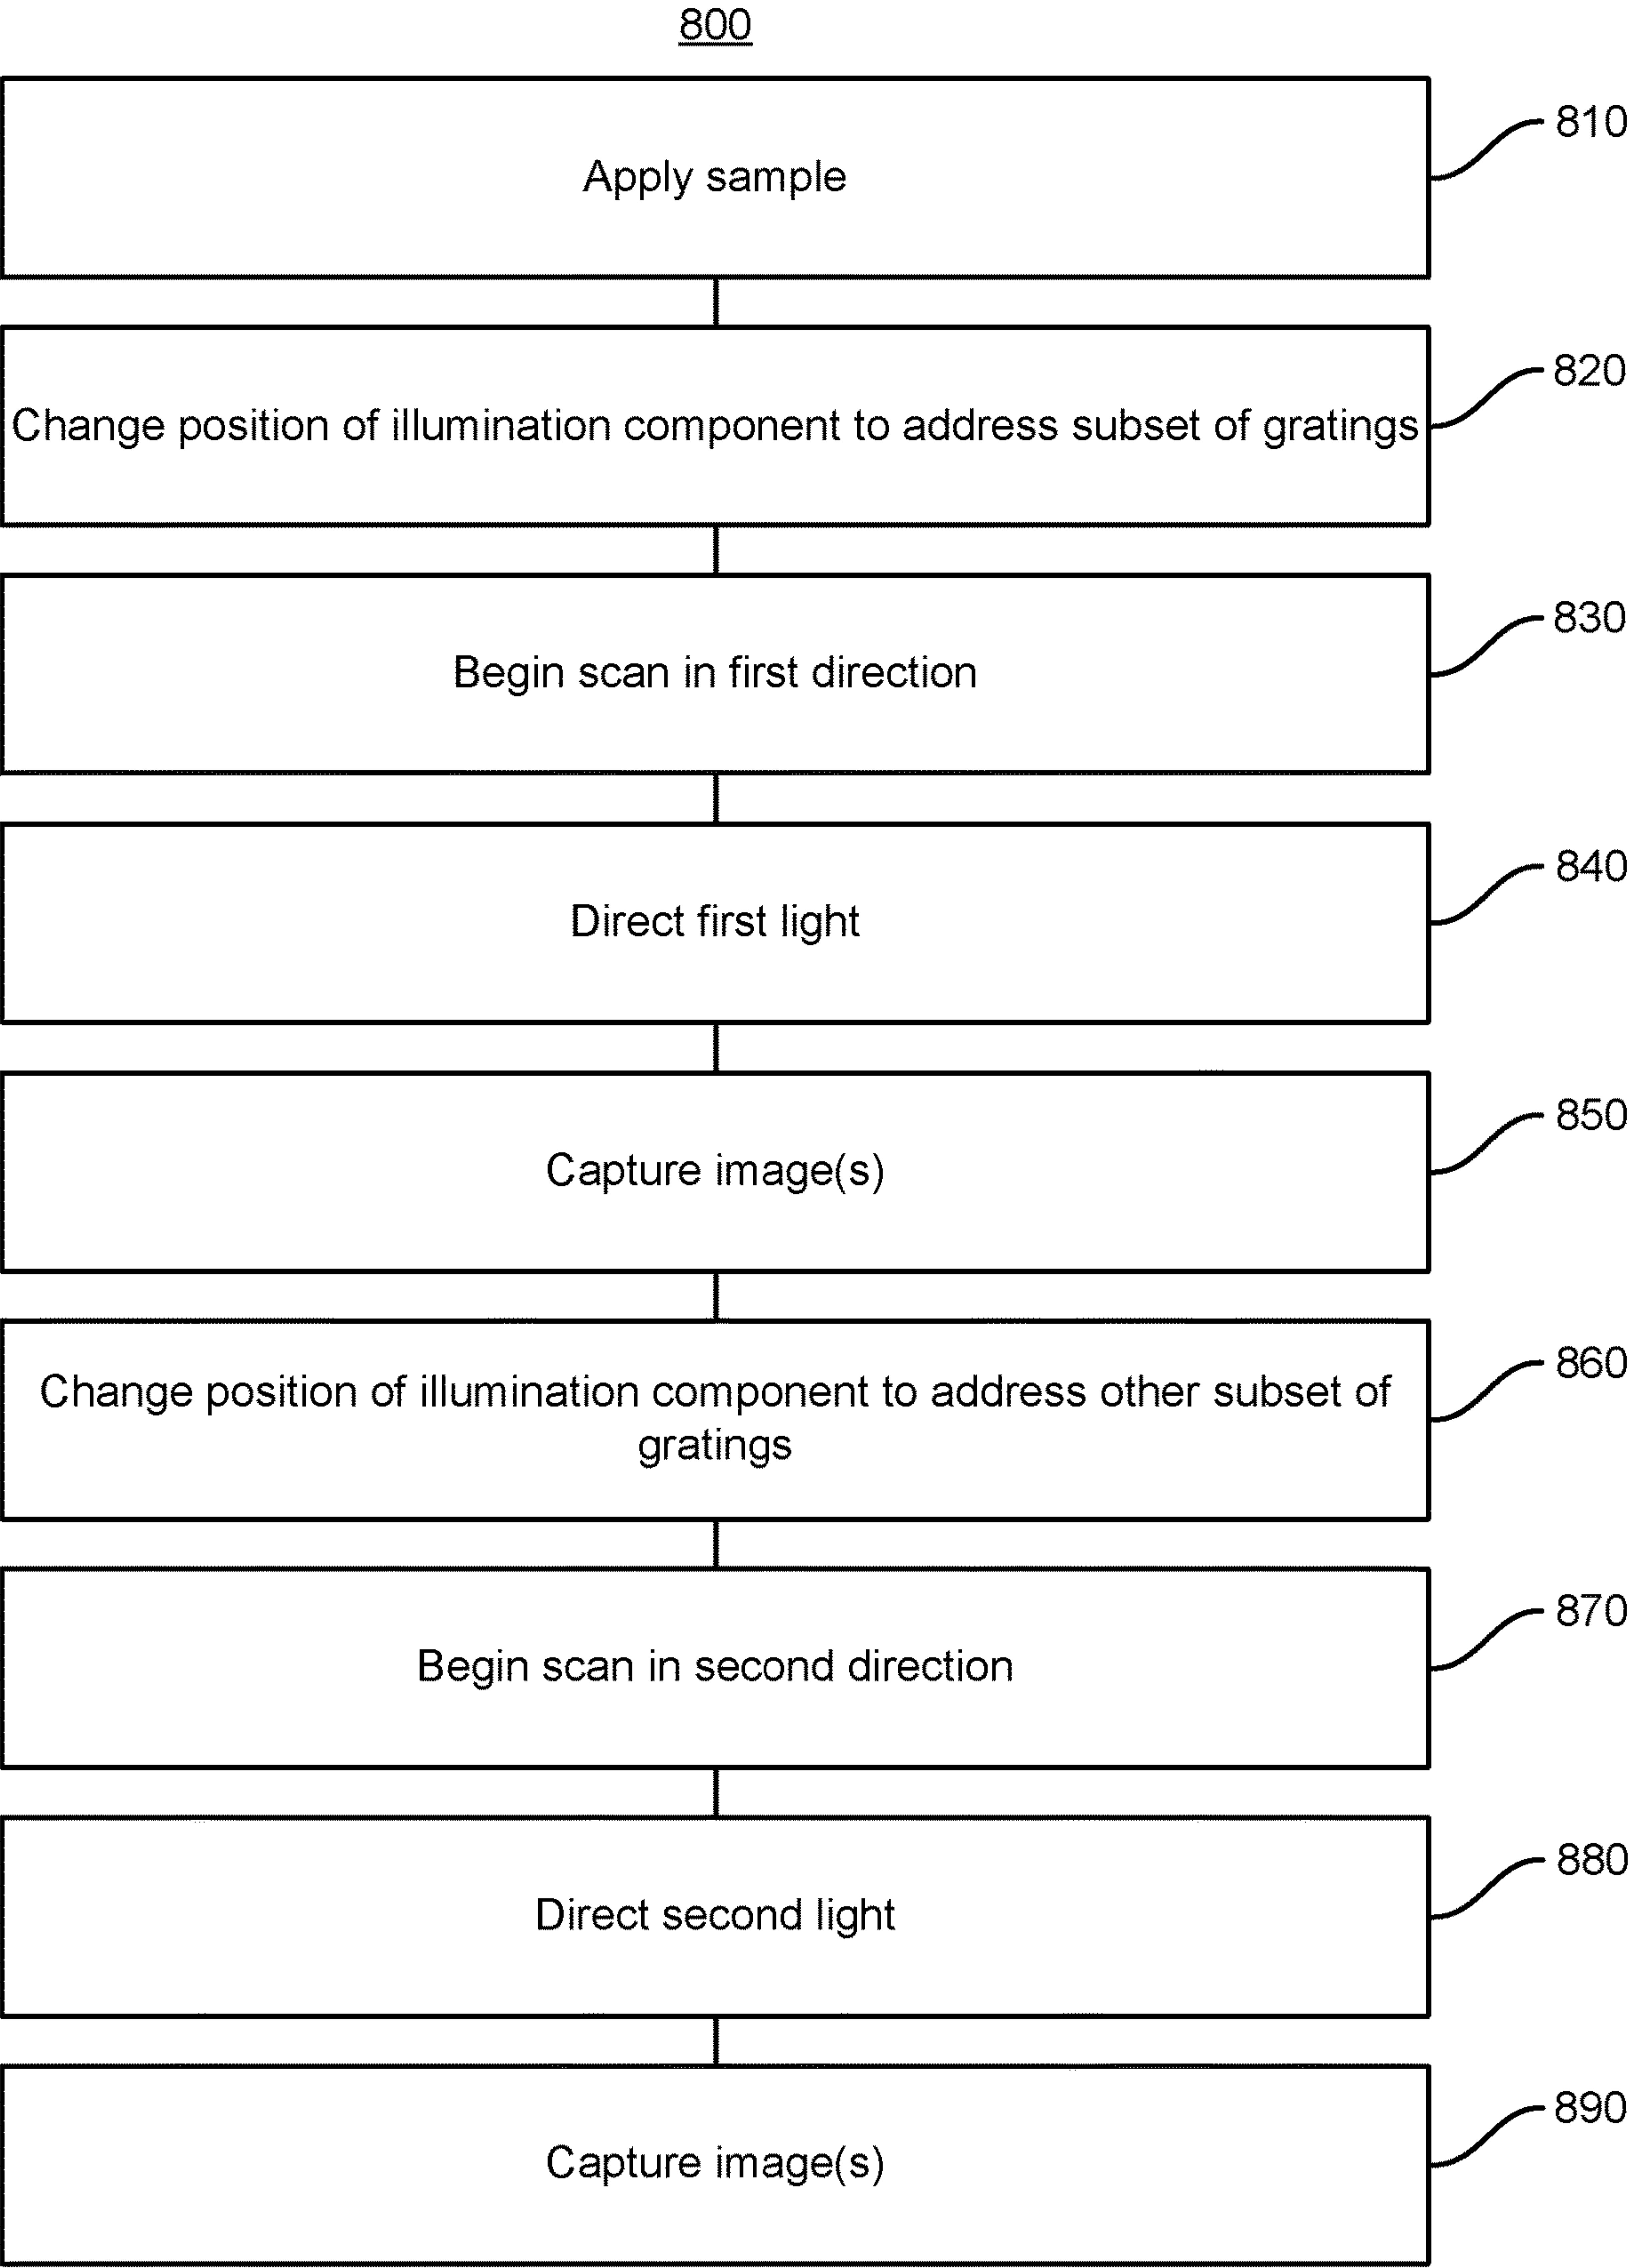 800
Apply sample
810
Change position of illumination component to address subset of gratings
820
Begin scan in first direction
830
Direct first light
840
Capture image(s)
850
Change position of illumination component to address other subset of
gratings
860
Begin scan in second direction
870
Direct second light
880
Capture image(s)
890